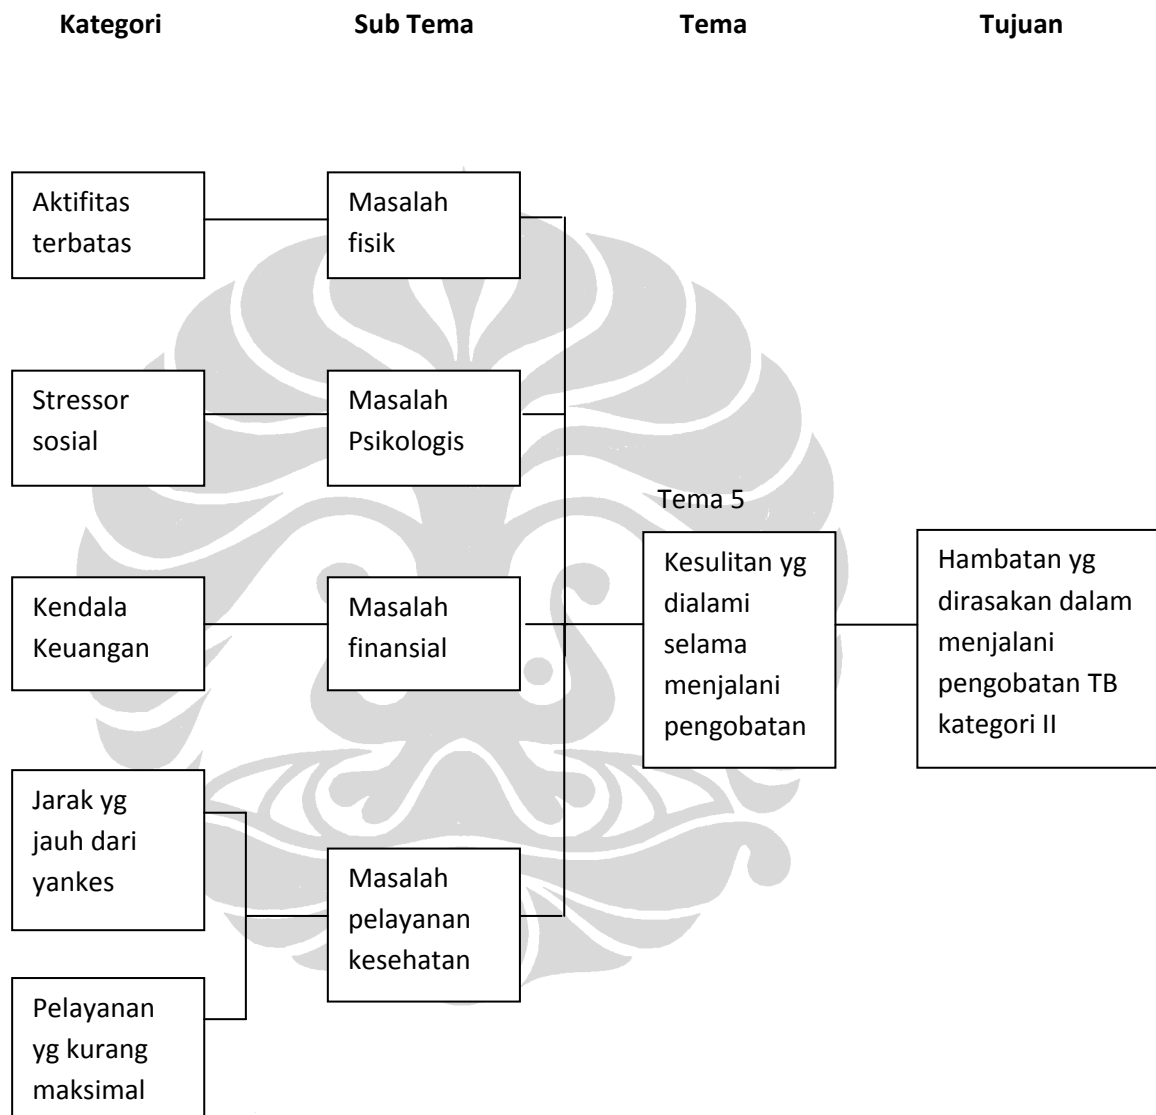 Kategori Sub Tema Tema Tujuan
Aktifitas
terbatas
Masalah
fisik
Stressor
sosial
Masalah
Psikologis
Tema 5
Kendala
Keuangan
Masalah
finansial
Kesulitan yg
dialami
selama
menjalani
pengobatan
Hambatan yg
dirasakan dalam
menjalani
pengobatan TB
kategori II
Jarak yg
jauh dari
yankes
Masalah
pelayanan
kesehatan
Pelayanan
yg kurang
maksimal